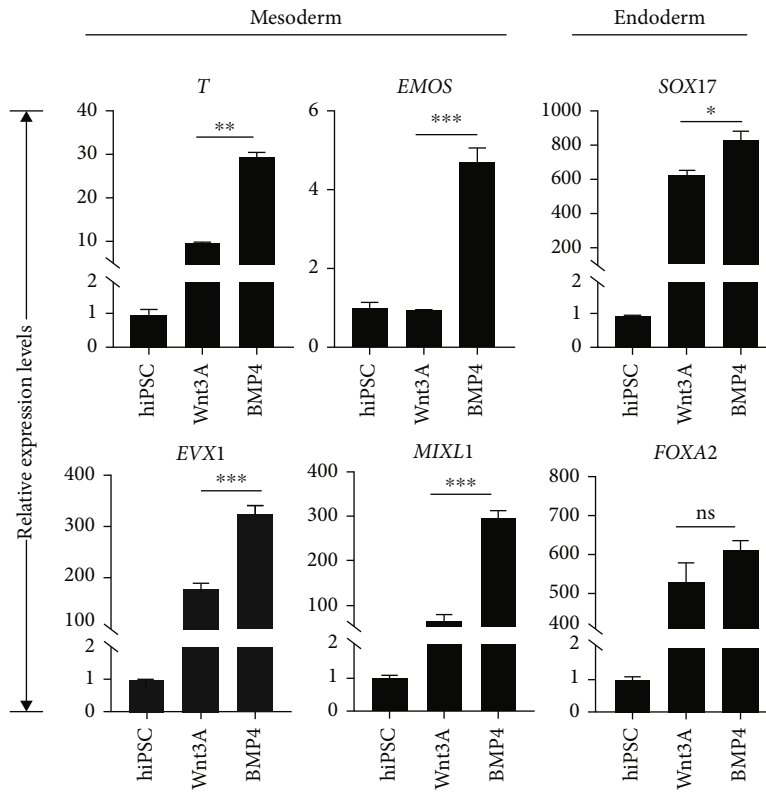 Mesoderm
Endoderm
Relative expression levels
T
40
30
20
10
2
1
0
**
hiPSC
Wnt3A
BMP4
EMOS
6
4
2
0
***
hiPSC
Wnt3A
BMP4
SOX17
1000
800
600
400
200
2
1
0
*
hiPSC
Wnt3A
BMP4
EVX1
400
300
200
100
2
1
0
***
hiPSC
Wnt3A
BMP4
MIXL1
400
300
200
100
2
1
0
***
hiPSC
Wnt3A
BMP4
FOXA2
800
700
600
500
400
2
1
0
ns
hiPSC
Wnt3A
BMP4